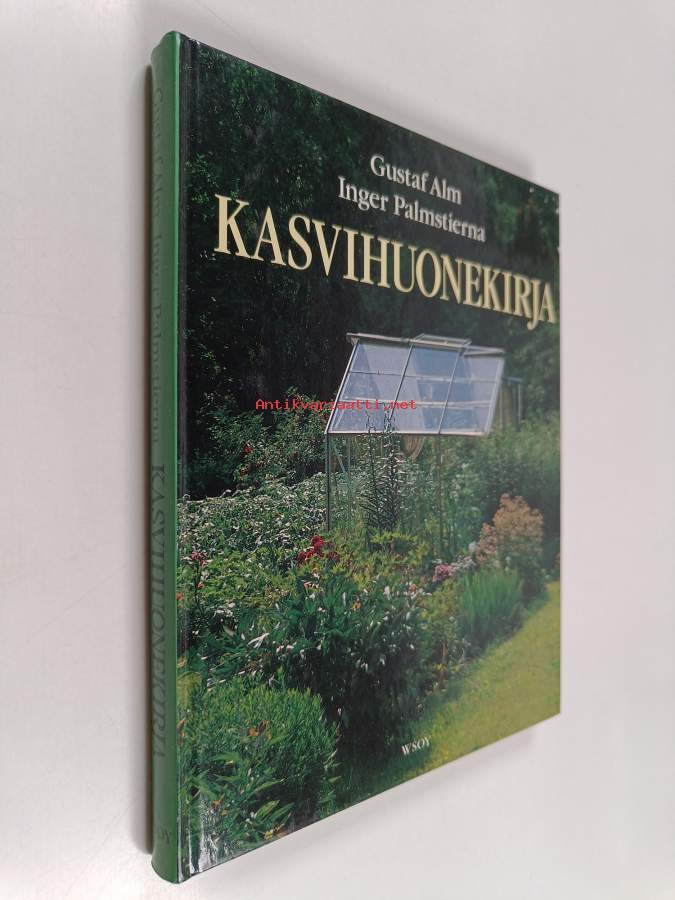 Gustaf Alm
Inger Palmstierna
KASVIHUONEKIRJA
Antikvariaatti.net
WSOY
Gustaf Alm Inger Palmstierna KASVIHUONEKIRJA